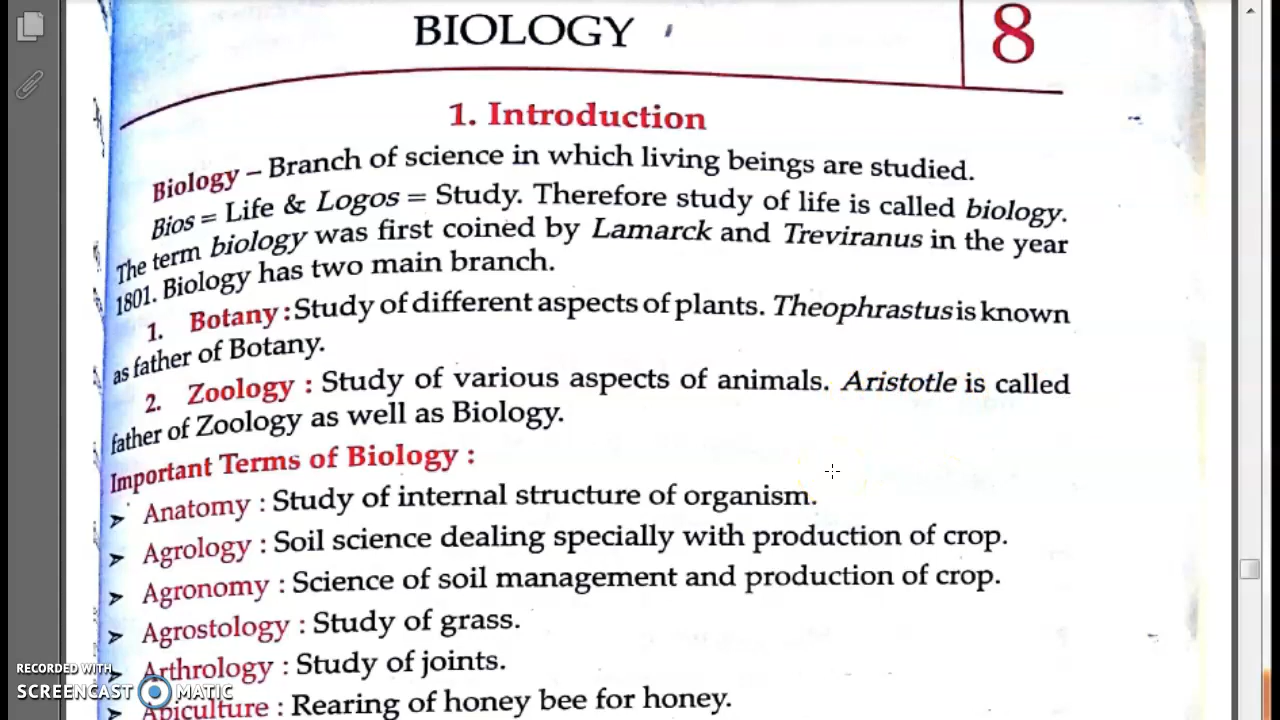 BIOLOGY
8
1. Introduction
Biology – Branch of science in which living beings are studied.
Bios = Life & Logos = Study. Therefore study of life is called biology.
The term biology was first coined by Lamarck and Treviranus in the year
1801. Biology has two main branch.
1. Botany : Study of different aspects of plants. Theophrastus is known
as father of Botany.
2. Zoology : Study of various aspects of animals. Aristotle is called
father of Zoology as well as Biology.
Important Terms of Biology :
➢ Anatomy : Study of internal structure of organism.
➢ Agrology : Soil science dealing specially with production of crop.
➢ Agronomy : Science of soil management and production of crop.
➢ Agrostology : Study of grass.
➢ Arthrology : Study of joints.
➢ Apiculture : Rearing of honey bee for honey.
RECORDED WITH
SCREENCAST MATIC